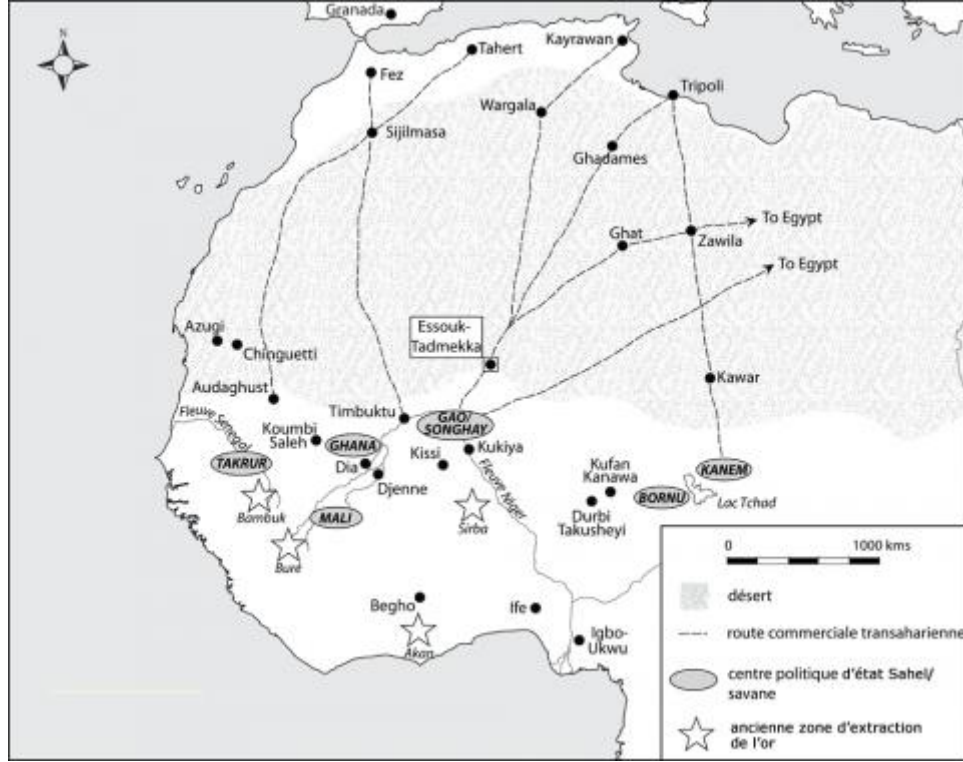 Granada
N
Tahert
Kayrawan
Fez
Tripoli
Wargala
Sijilmasa
Ghadames
To Egypt
Ghat
Zawila
To Egypt
Essouk-
Tadmekka
Azugi
Chinguetti
Kawar
Audaghust
Timbuktu
Fleuve Senegal
GAO/
SONGHAY
Koumbi
Saleh
GHANA
Kukiya
TAKRUR
Dia
Kissi
Kufan
Kanawa
KANEM
Djenne
Fleuve Niger
BORNU
Lac Tchad
Bambuk
MALI
Sirba
Durbi
Takusheyi
Buré
0 1000 kms
désert
Begho
Ife
route commerciale transaharienne
Igbo-
Ukwu
Akan
centre politique d'état Sahel/
savane
ancienne zone d'extraction
de l'or